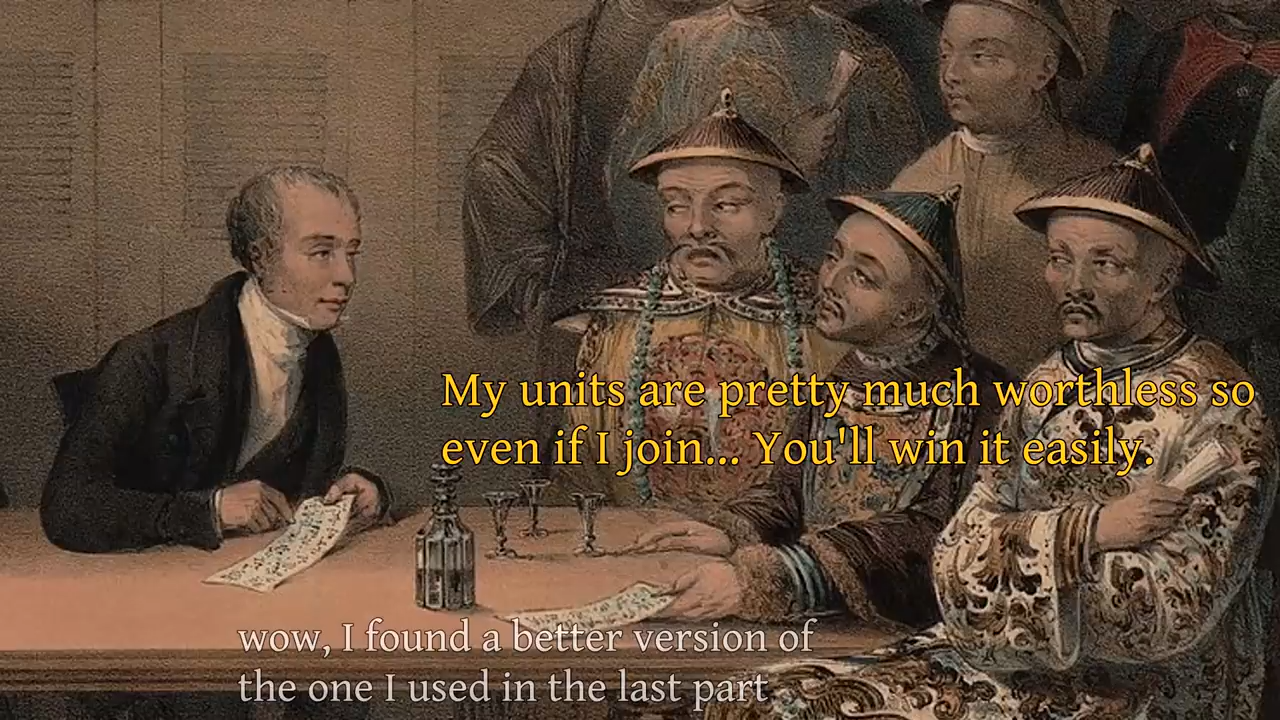 My units are pretty much worthless so
even if I join... You'll win it easily.
wow, I found a better version of
the one I used in the last part